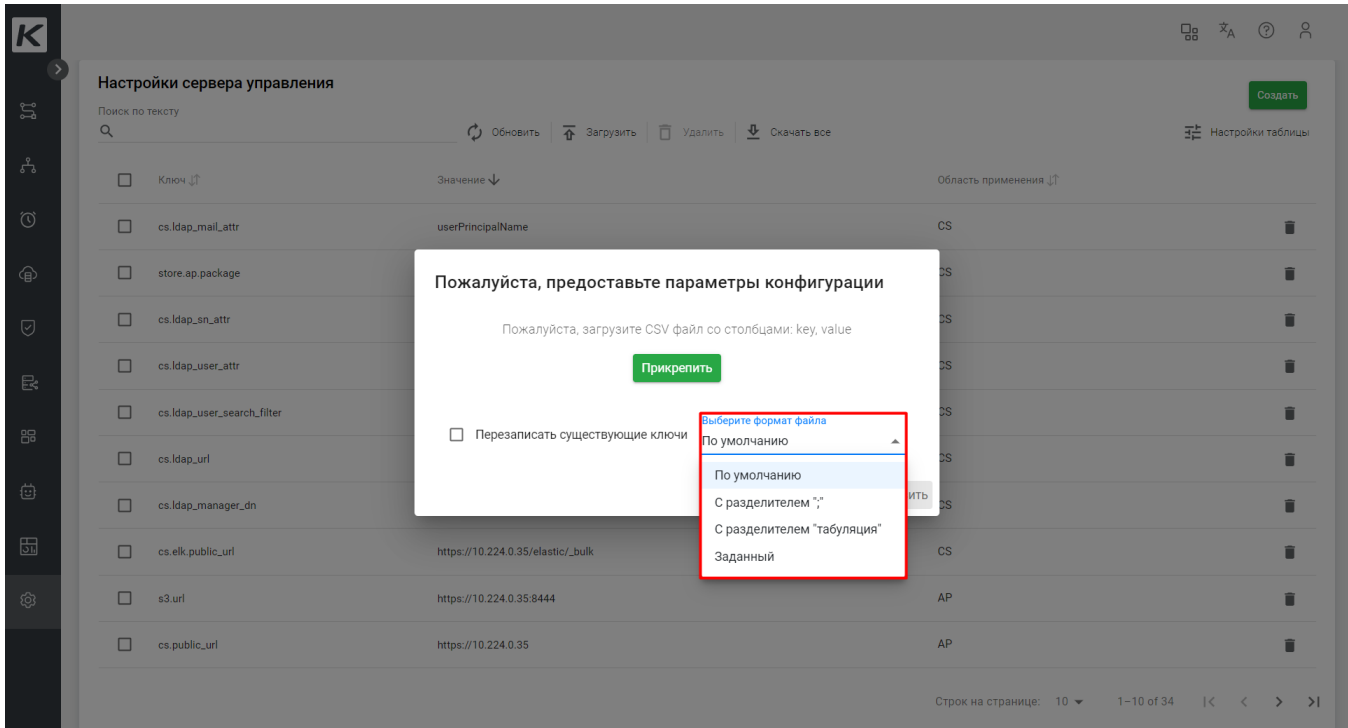 K
Настройки сервера управления
Создать
Поиск по тексту
Обновить Загрузить Удалить Скачать все Настройки таблицы
Ключ Значение Область применения
cs.ldap_mail_attr userPrincipalName CS
store.ap.package CS
cs.ldap_sn_attr CS
cs.ldap_user_attr CS
cs.ldap_user_search_filter CS
cs.ldap_url CS
cs.ldap_manager_dn CS
cs.elk.public_url https://10.224.0.35/elastic/_bulk CS
s3.url https://10.224.0.35:8444 AP
cs.public_url https://10.224.0.35 AP
Строк на странице: 10 1–10 of 34
Пожалуйста, предоставьте параметры конфигурации
Пожалуйста, загрузите CSV файл со столбцами: key, value
Прикрепить
Перезаписать существующие ключи
Выберите формат файла
По умолчанию
По умолчанию
С разделителем ";"
С разделителем "табуляция"
Заданный